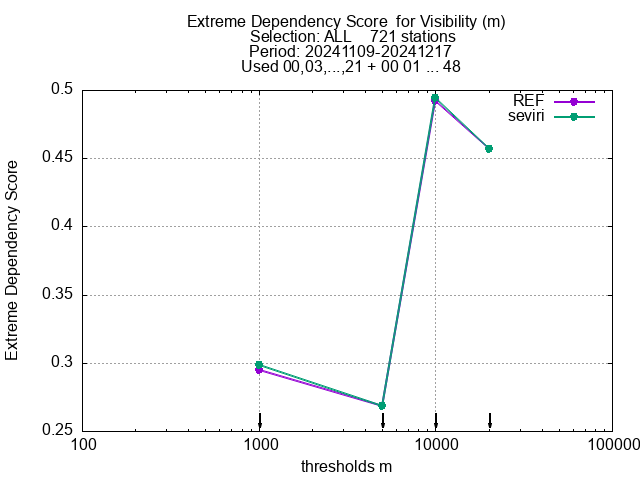 Extreme Dependency Score  for Visibility (m)
Selection: ALL    721 stations
Period: 20241109-20241217
Used 00,03,...,21 + 00 01 ... 48
REF
seviri
Extreme Dependency Score
0.5
0.45
0.4
0.35
0.3
0.25
100
1000
10000
100000
thresholds m